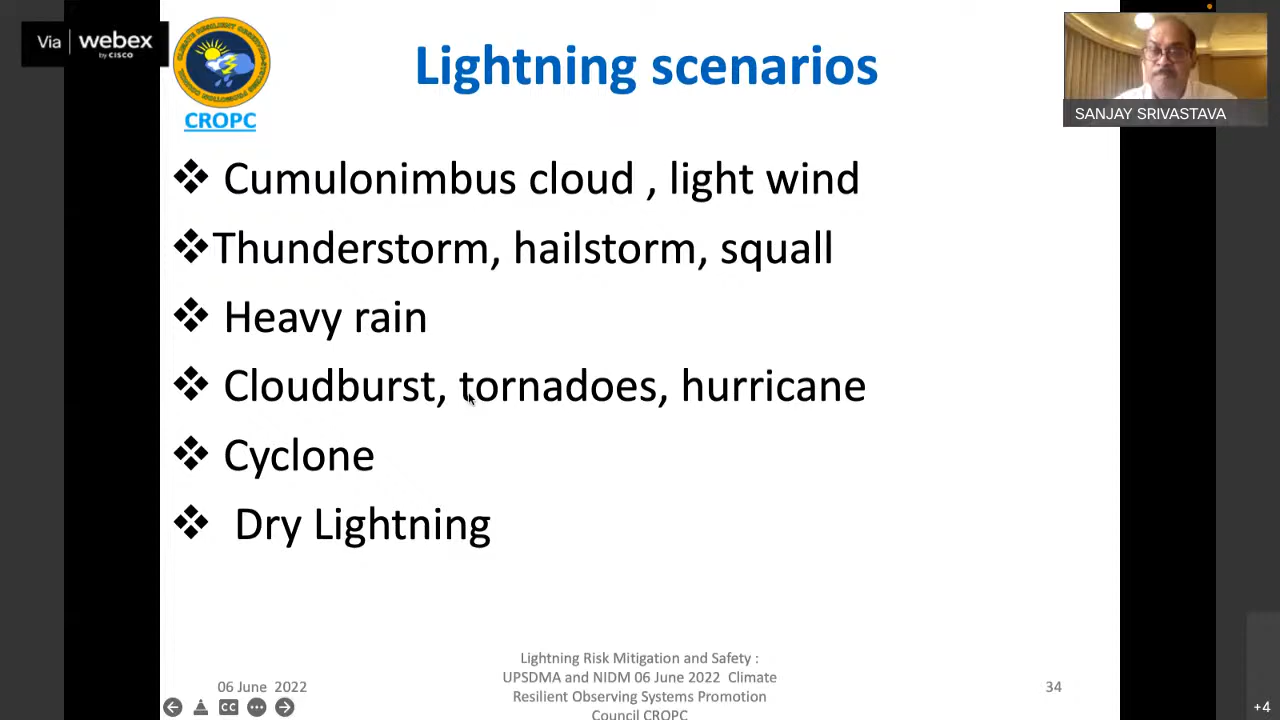 Via webex
by CISCO
CROPC
Lightning scenarios
SANJAY SRIVASTAVA
❖ Cumulonimbus cloud , light wind
❖Thunderstorm, hailstorm, squall
❖ Heavy rain
❖ Cloudburst, tornadoes, hurricane
❖ Cyclone
❖ Dry Lightning
06 June 2022
Lightning Risk Mitigation and Safety :
UPSDMA and NIDM 06 June 2022 Climate
Resilient Observing Systems Promotion
Council CROPC
34
CC
+4